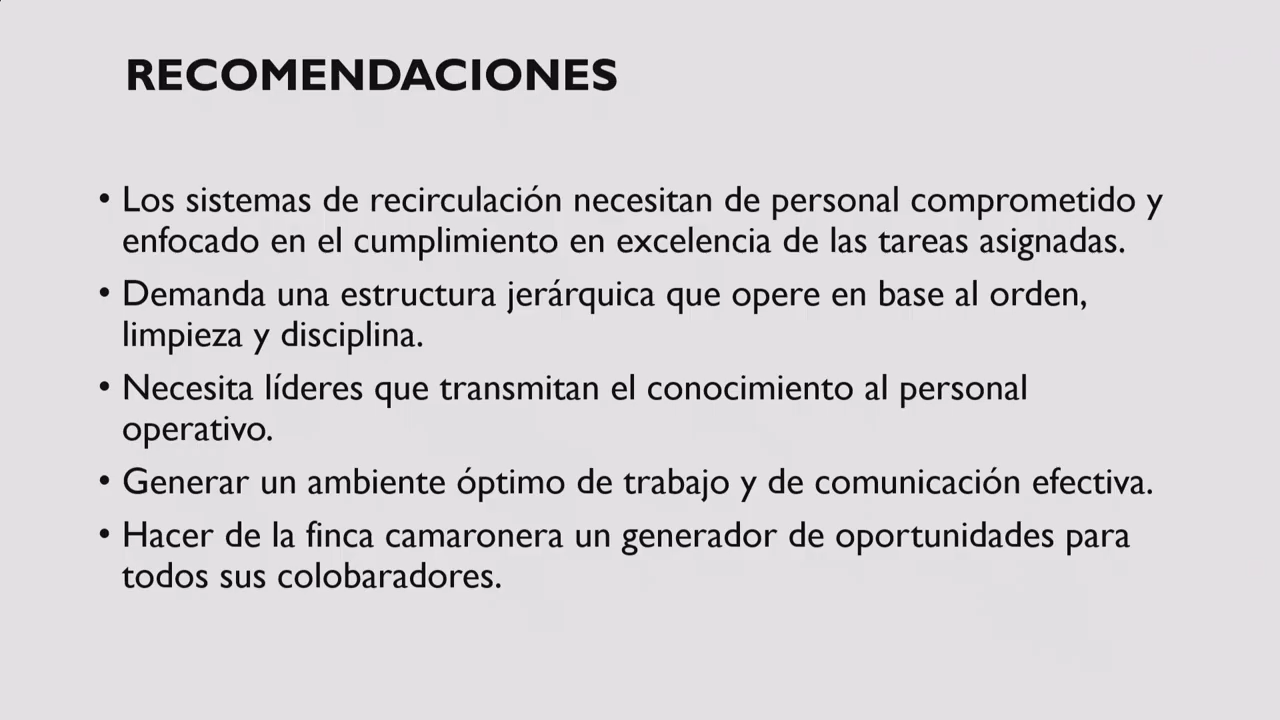 RECOMENDACIONES
• Los sistemas de recirculación necesitan de personal comprometido y
enfocado en el cumplimiento en excelencia de las tareas asignadas.
• Demanda una estructura jerárquica que opere en base al orden,
limpieza y disciplina.
• Necesita líderes que transmitan el conocimiento al personal
operativo.
• Generar un ambiente óptimo de trabajo y de comunicación efectiva.
• Hacer de la finca camaronera un generador de oportunidades para
todos sus colobaradores.